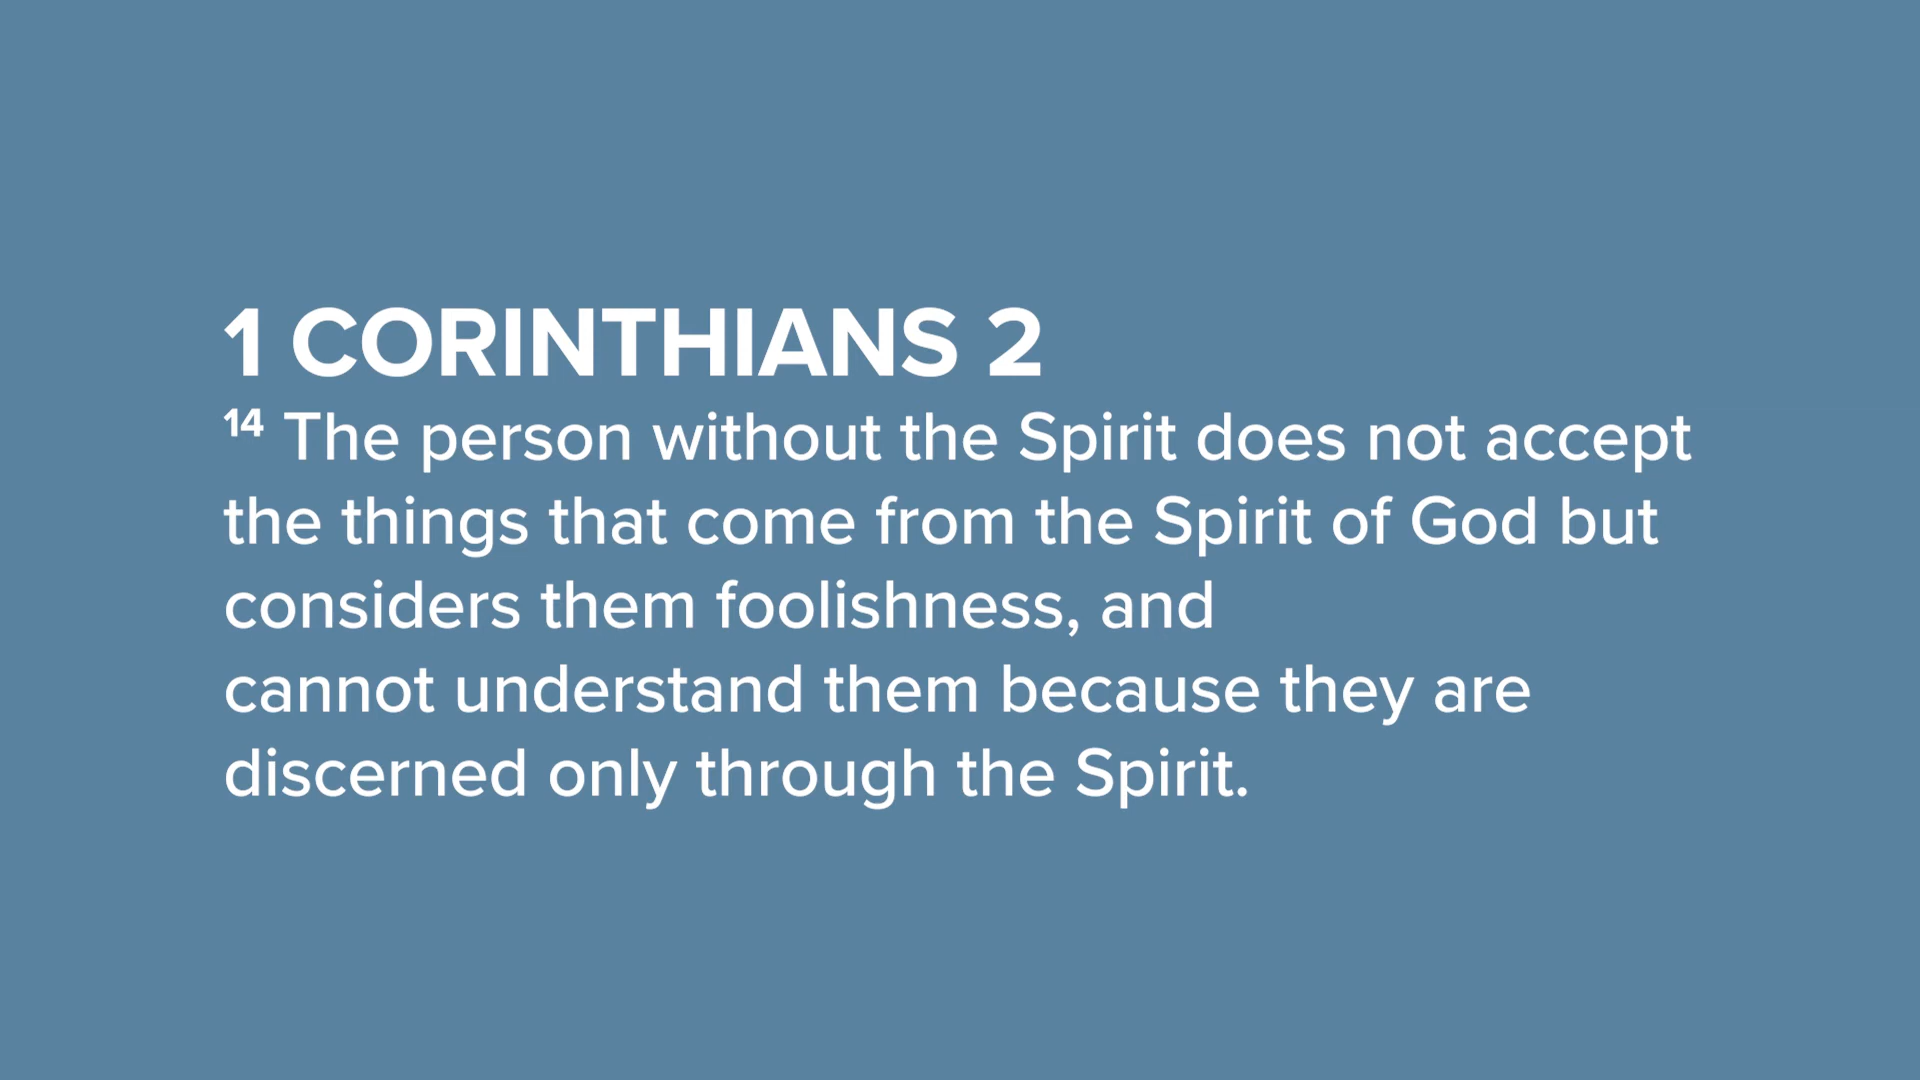 1 CORINTHIANS 2
¹⁴ The person without the Spirit does not accept
the things that come from the Spirit of God but
considers them foolishness, and
cannot understand them because they are
discerned only through the Spirit.